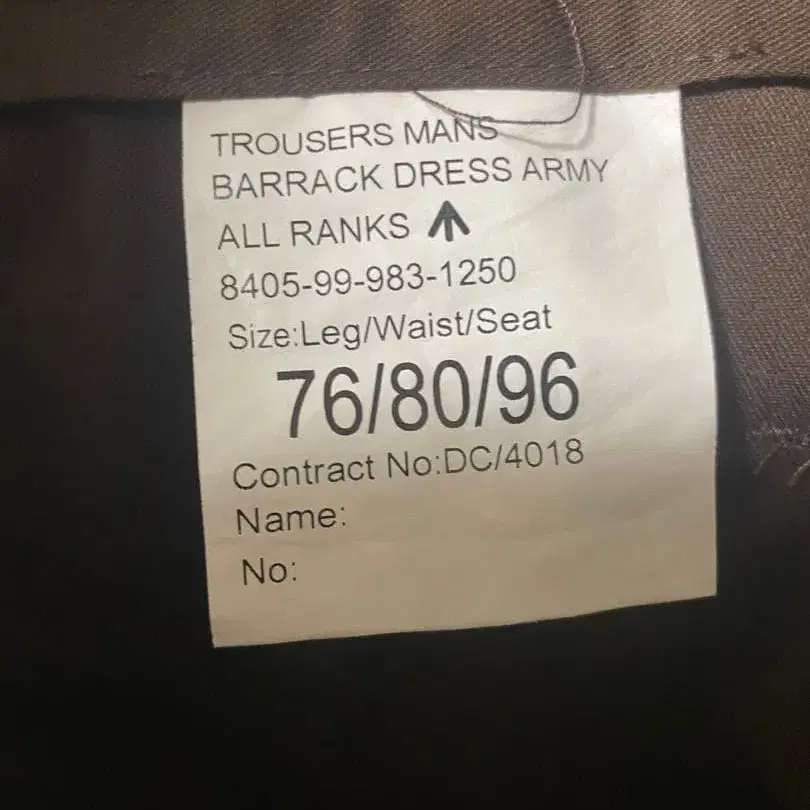 TROUSERS MANS
BARRACK DRESS ARMY
ALL RANKS
8405-99-983-1250
Size:Leg/Waist/Seat
76/80/96
Contract No:DC/4018
Name:
No: